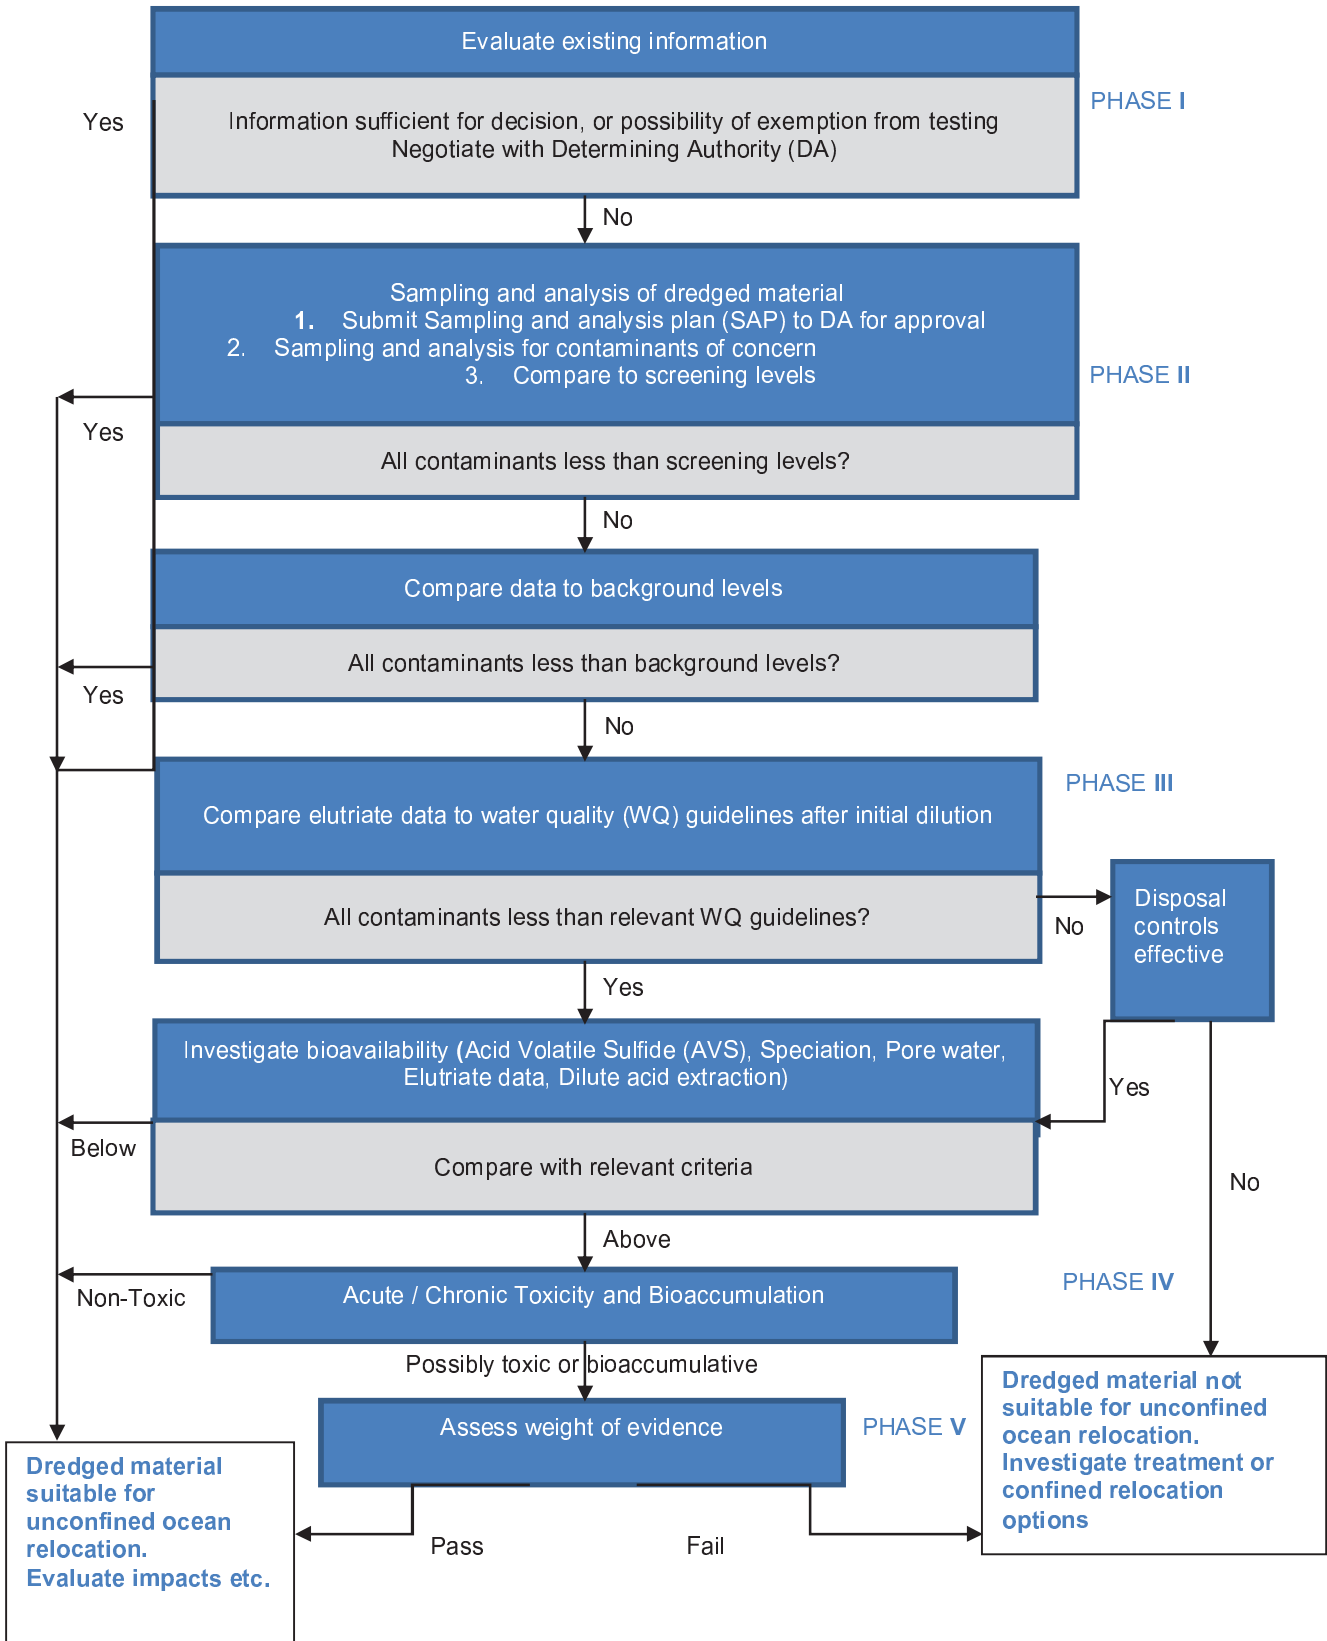 Evaluate existing information
PHASE I
Yes
Information sufficient for decision, or possibility of exemption from testing
Negotiate with Determining Authority (DA)
No
Sampling and analysis of dredged material
1. Submit Sampling and analysis plan (SAP) to DA for approval
2. Sampling and analysis for contaminants of concern
3. Compare to screening levels
PHASE II
Yes
All contaminants less than screening levels?
No
Compare data to background levels
All contaminants less than background levels?
Yes
No
PHASE III
Compare elutriate data to water quality (WQ) guidelines after initial dilution
All contaminants less than relevant WQ guidelines?
No
Disposal
controls
effective
Yes
Investigate bioavailability (Acid Volatile Sulfide (AVS), Speciation, Pore water,
Elutriate data, Dilute acid extraction)
Yes
Below
Compare with relevant criteria
No
Above
PHASE IV
Non-Toxic
Acute / Chronic Toxicity and Bioaccumulation
Possibly toxic or bioaccumulative
Assess weight of evidence
PHASE V
Dredged material not
suitable for unconfined
ocean relocation.
Investigate treatment or
confined relocation
options
Dredged material
suitable for
unconfined ocean
relocation.
Evaluate impacts etc.
Pass
Fail